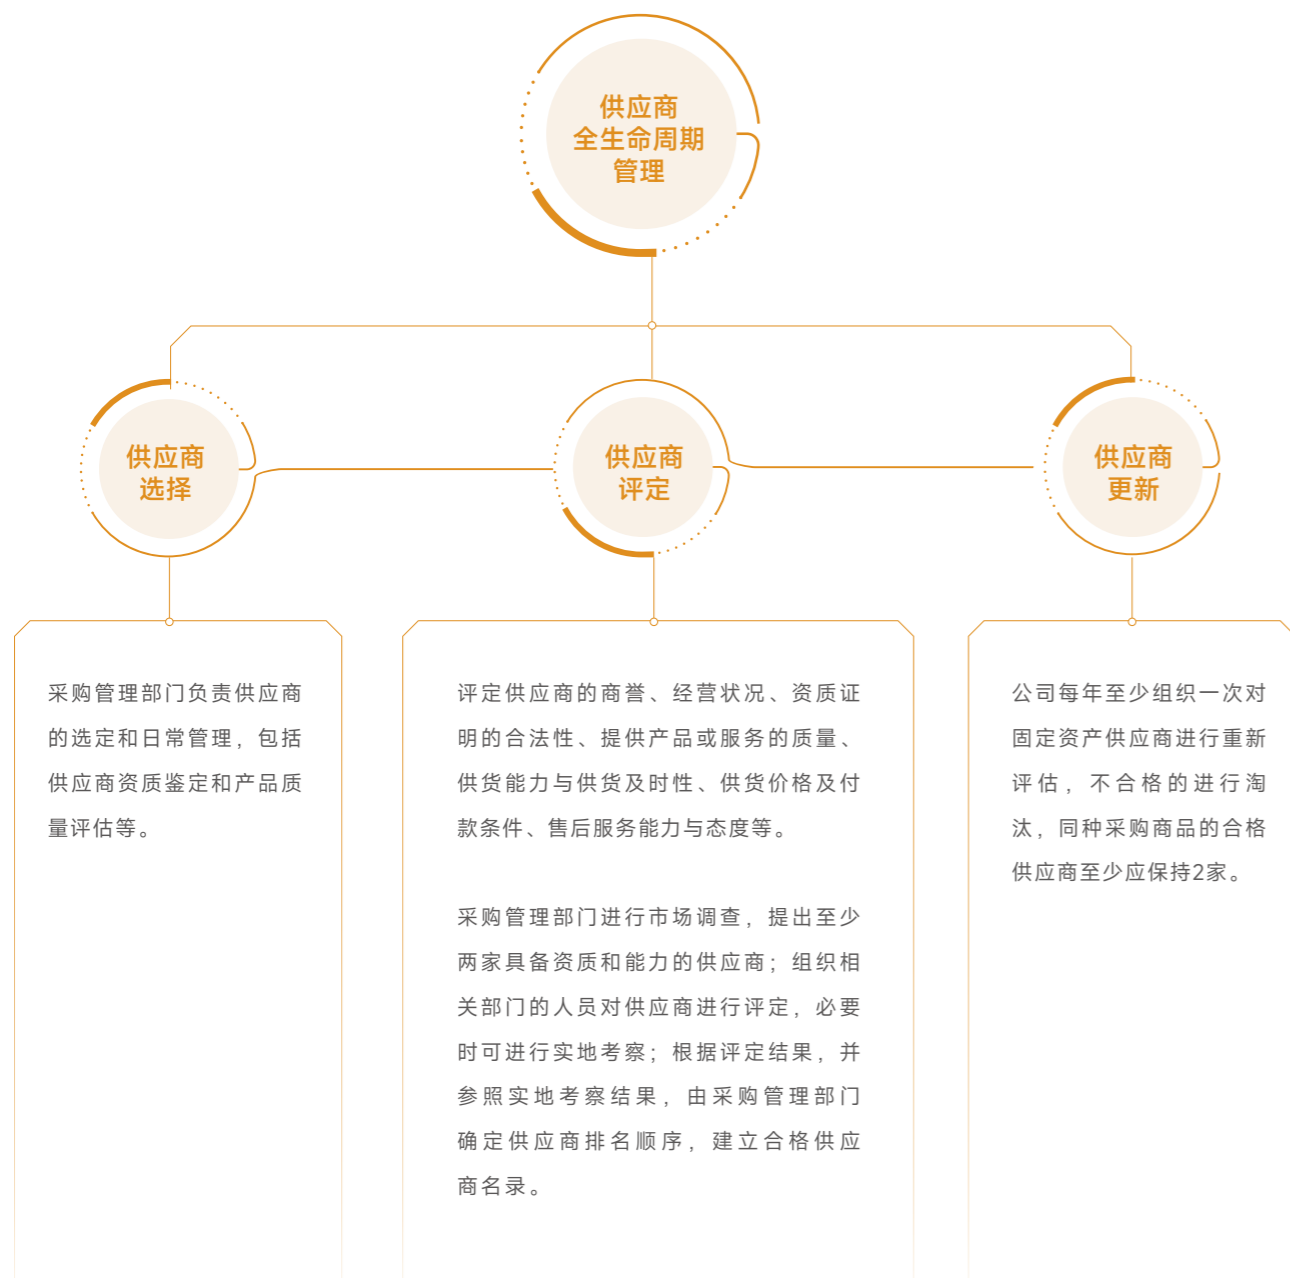 供应商
全生命周期
管理
供应商
选择
供应商
评定
供应商
更新
采购管理部门负责供应商
的选定和日常管理，包括
供应商资质鉴定和产品质
量评估等。
评定供应商的商誉、经营状况、资质证
明的合法性、提供产品或服务的质量、
供货能力与供货及时性、供货价格及付
款条件、售后服务能力与态度等。
采购管理部门进行市场调查，提出至少
两家具备资质和能力的供应商；组织相
关部门的人员对供应商进行评定，必要
时可进行实地考察；根据评定结果，并
参照实地考察结果，由采购管理部门
确定供应商排名顺序，建立合格供应
商名录。
公司每年至少组织一次对
固定资产供应商进行重新
评估，不合格的进行淘
汰，同种采购商品的合格
供应商至少应保持2家。